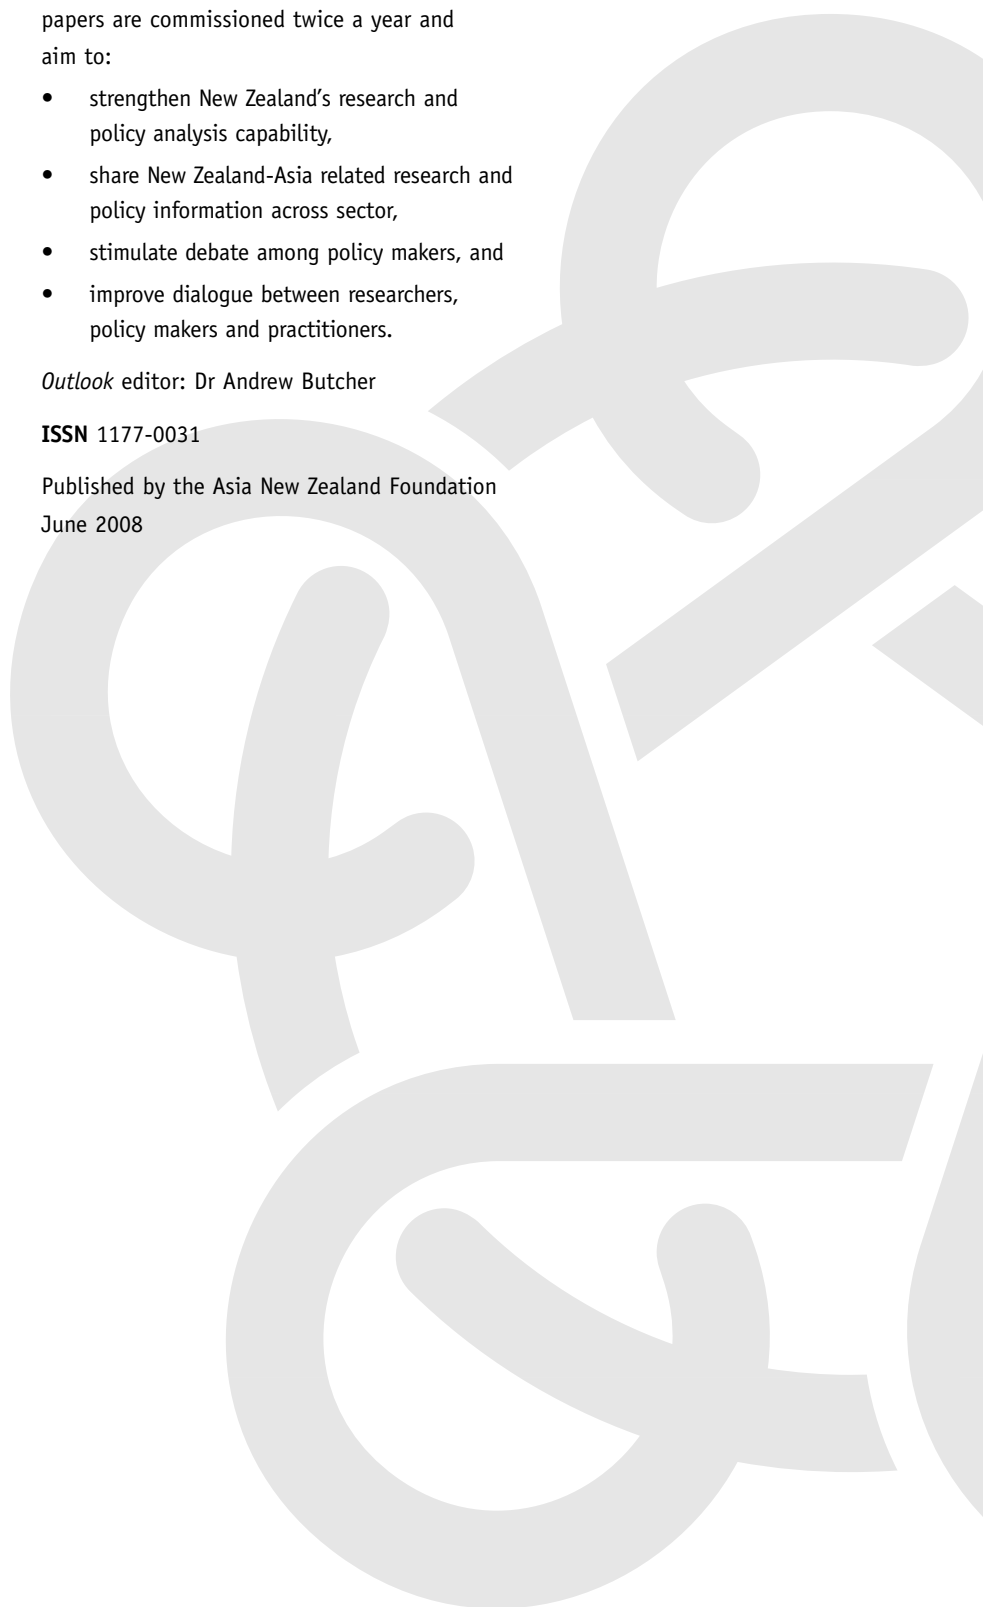 papers are commissioned twice a year and
aim to:
• strengthen New Zealand's research and
policy analysis capability,
• share New Zealand-Asia related research and
policy information across sector,
• stimulate debate among policy makers, and
• improve dialogue between researchers,
policy makers and practitioners.
Outlook editor: Dr Andrew Butcher
ISSN 1177-0031
Published by the Asia New Zealand Foundation
June 2008